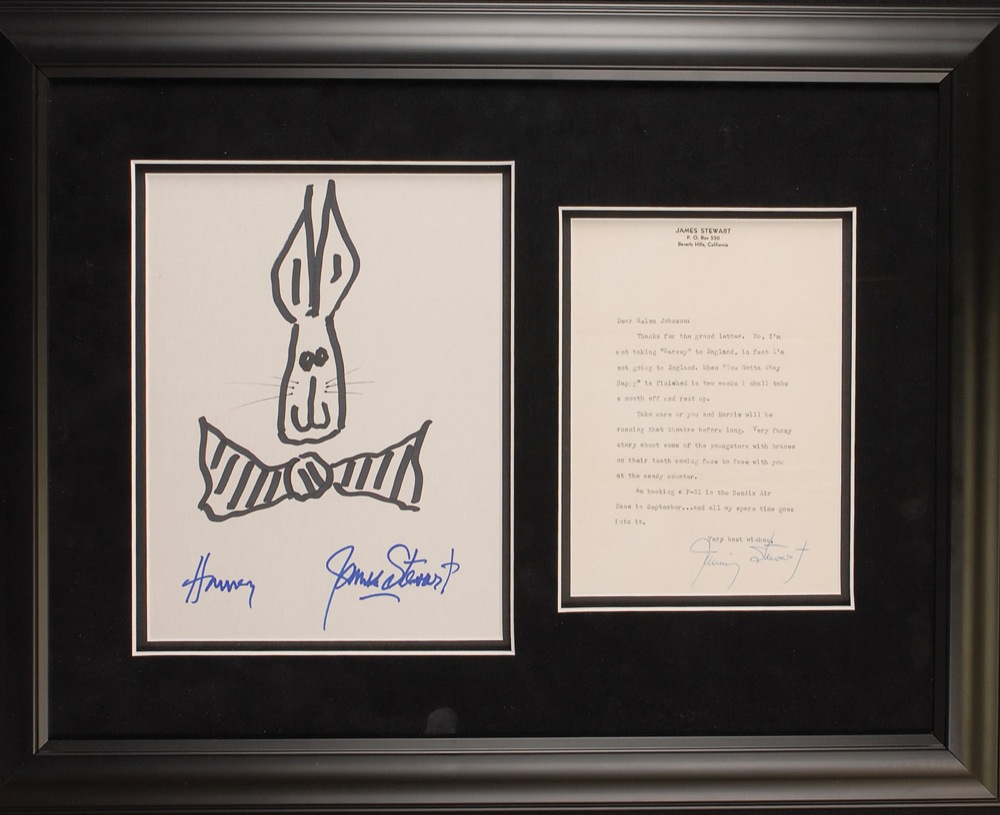 Harvey
James Stewart
JAMES STEWART
P. O. Box 550
Beverly Hills, California
Dear Helen Johnson:
Thanks for the grand letter. No, I'm
not taking "Harvey" to England, in fact I'm
not going to England. When "You Gotta Stay
Happy" is finished in two weeks I shall take
a month off and rest up.
Take care or you and Morrie will be
running that theatre before long. Very funny
story about some of the youngsters with braces
on their teeth coming face to face with you
at the candy counter.
Am backing a P-51 in the Bendix Air
Race in September...and all my spare time goes
into it.
Very best wishes,
Jimmy Stewart